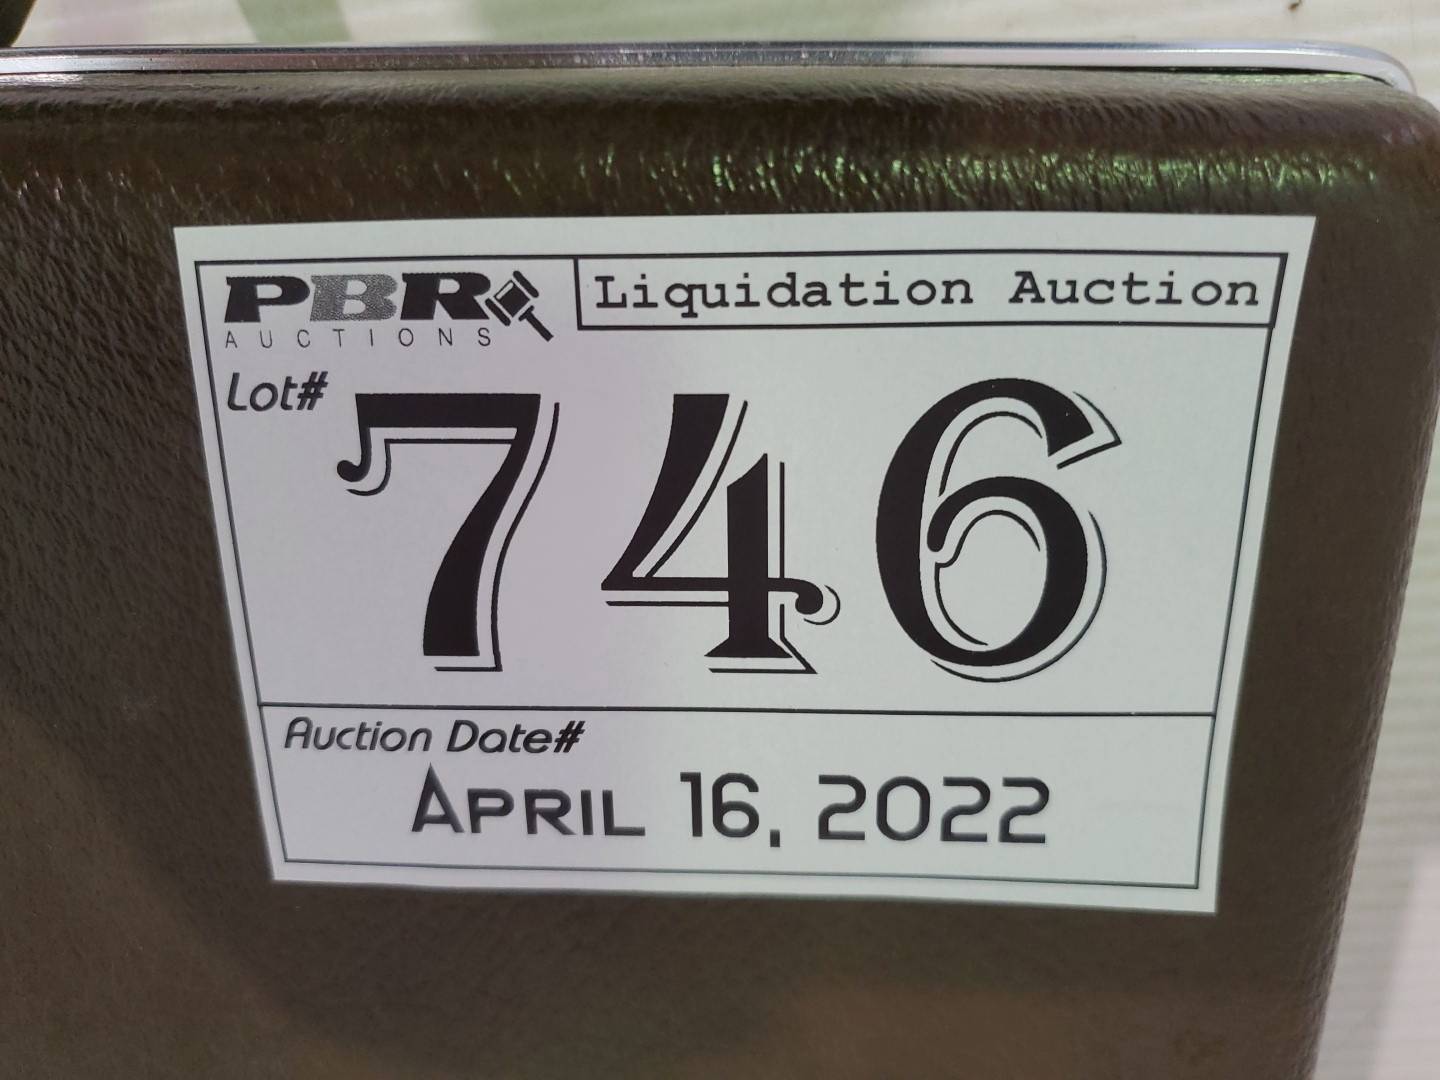 PBR
AUCTIONS
Liquidation Auction
Lot#
746
Auction Date#
April 16, 2022